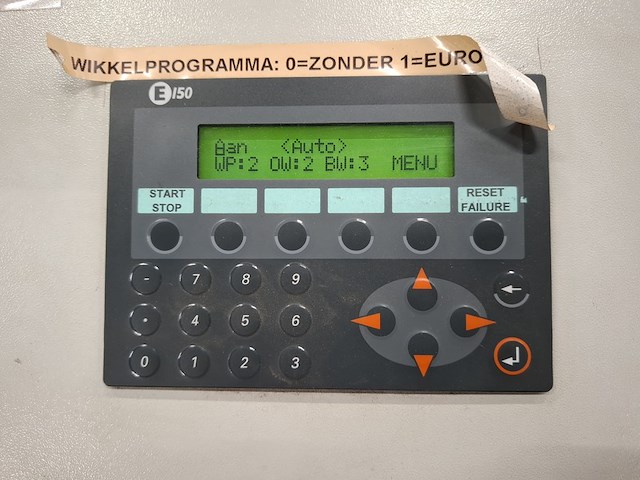 WIKKELPROGRAMMA: 0=ZONDER 1=EURO
E150
Aan <Auto>
WP:2 OW:2 BW:3 MENU
START STOP
RESET FAILURE
- 7 8 9
. 4 5 6
0 1 2 3